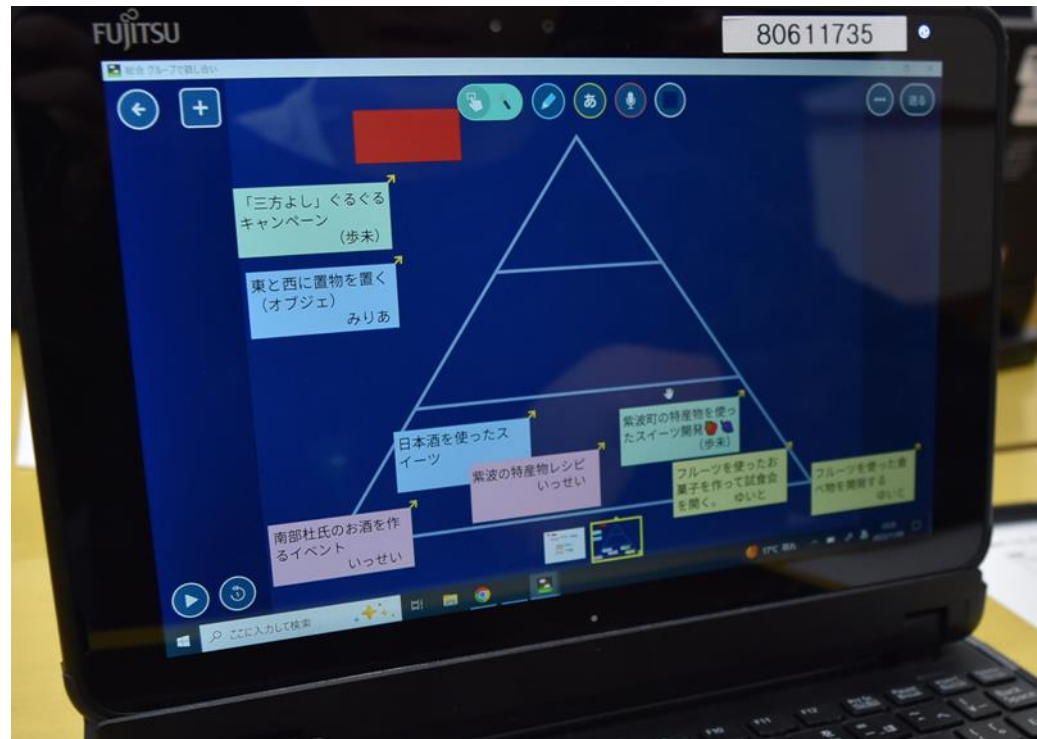 FUJITSU
80611735
総合 グループで話し合い
あ
送る
「三方よし」ぐるぐる
キャンペーン
(歩未)
東と西に置物を置く
(オブジェ)
みりあ
日本酒を使ったス
イーツ
紫波町の特産物を使っ
たスイーツ開発🍎🍇
(歩未)
紫波の特産物レシピ
いっせい
フルーツを使ったお
菓子を作って試食会
を開く。 ゆいと
フルーツを使った食
べ物を開発する
ゆいと
南部杜氏のお酒を作
るイベント
いっせい
17℃ 晴れ
ここに入力して検索
F10
F11
F12